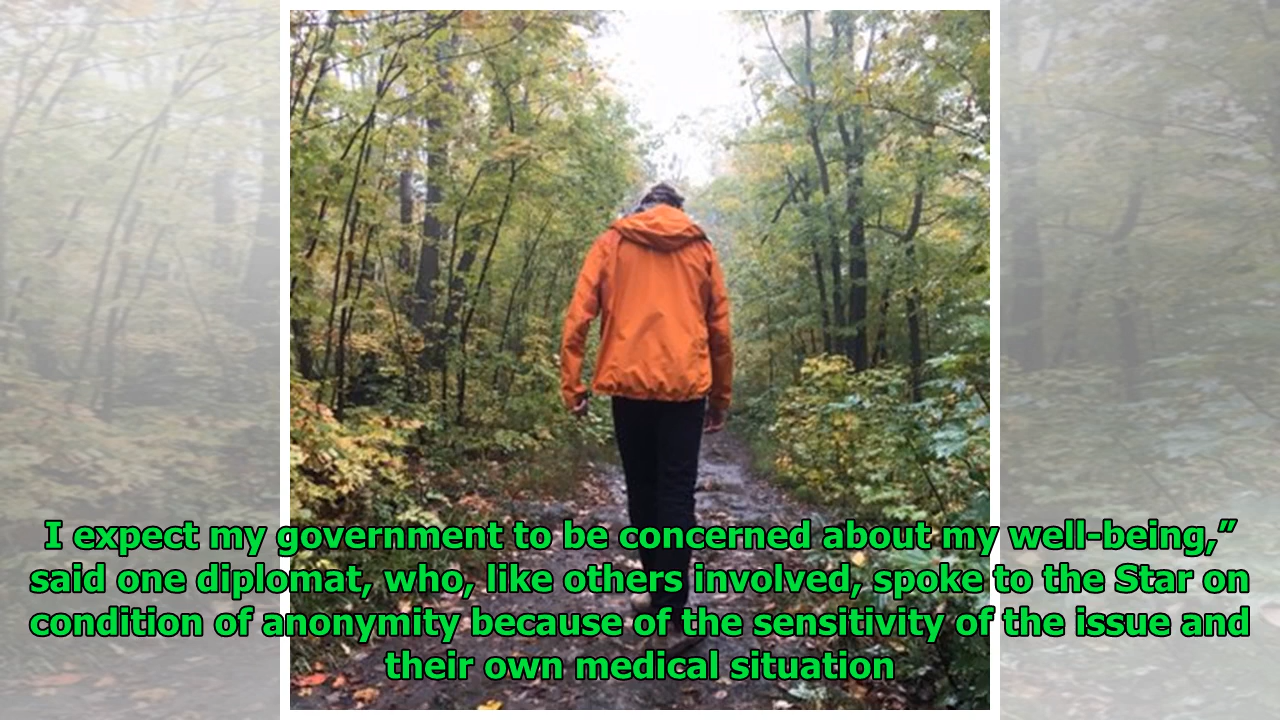 I expect my government to be concerned about my well-being,”
said one diplomat, who, like others involved, spoke to the Star on
condition of anonymity because of the sensitivity of the issue and
their own medical situation